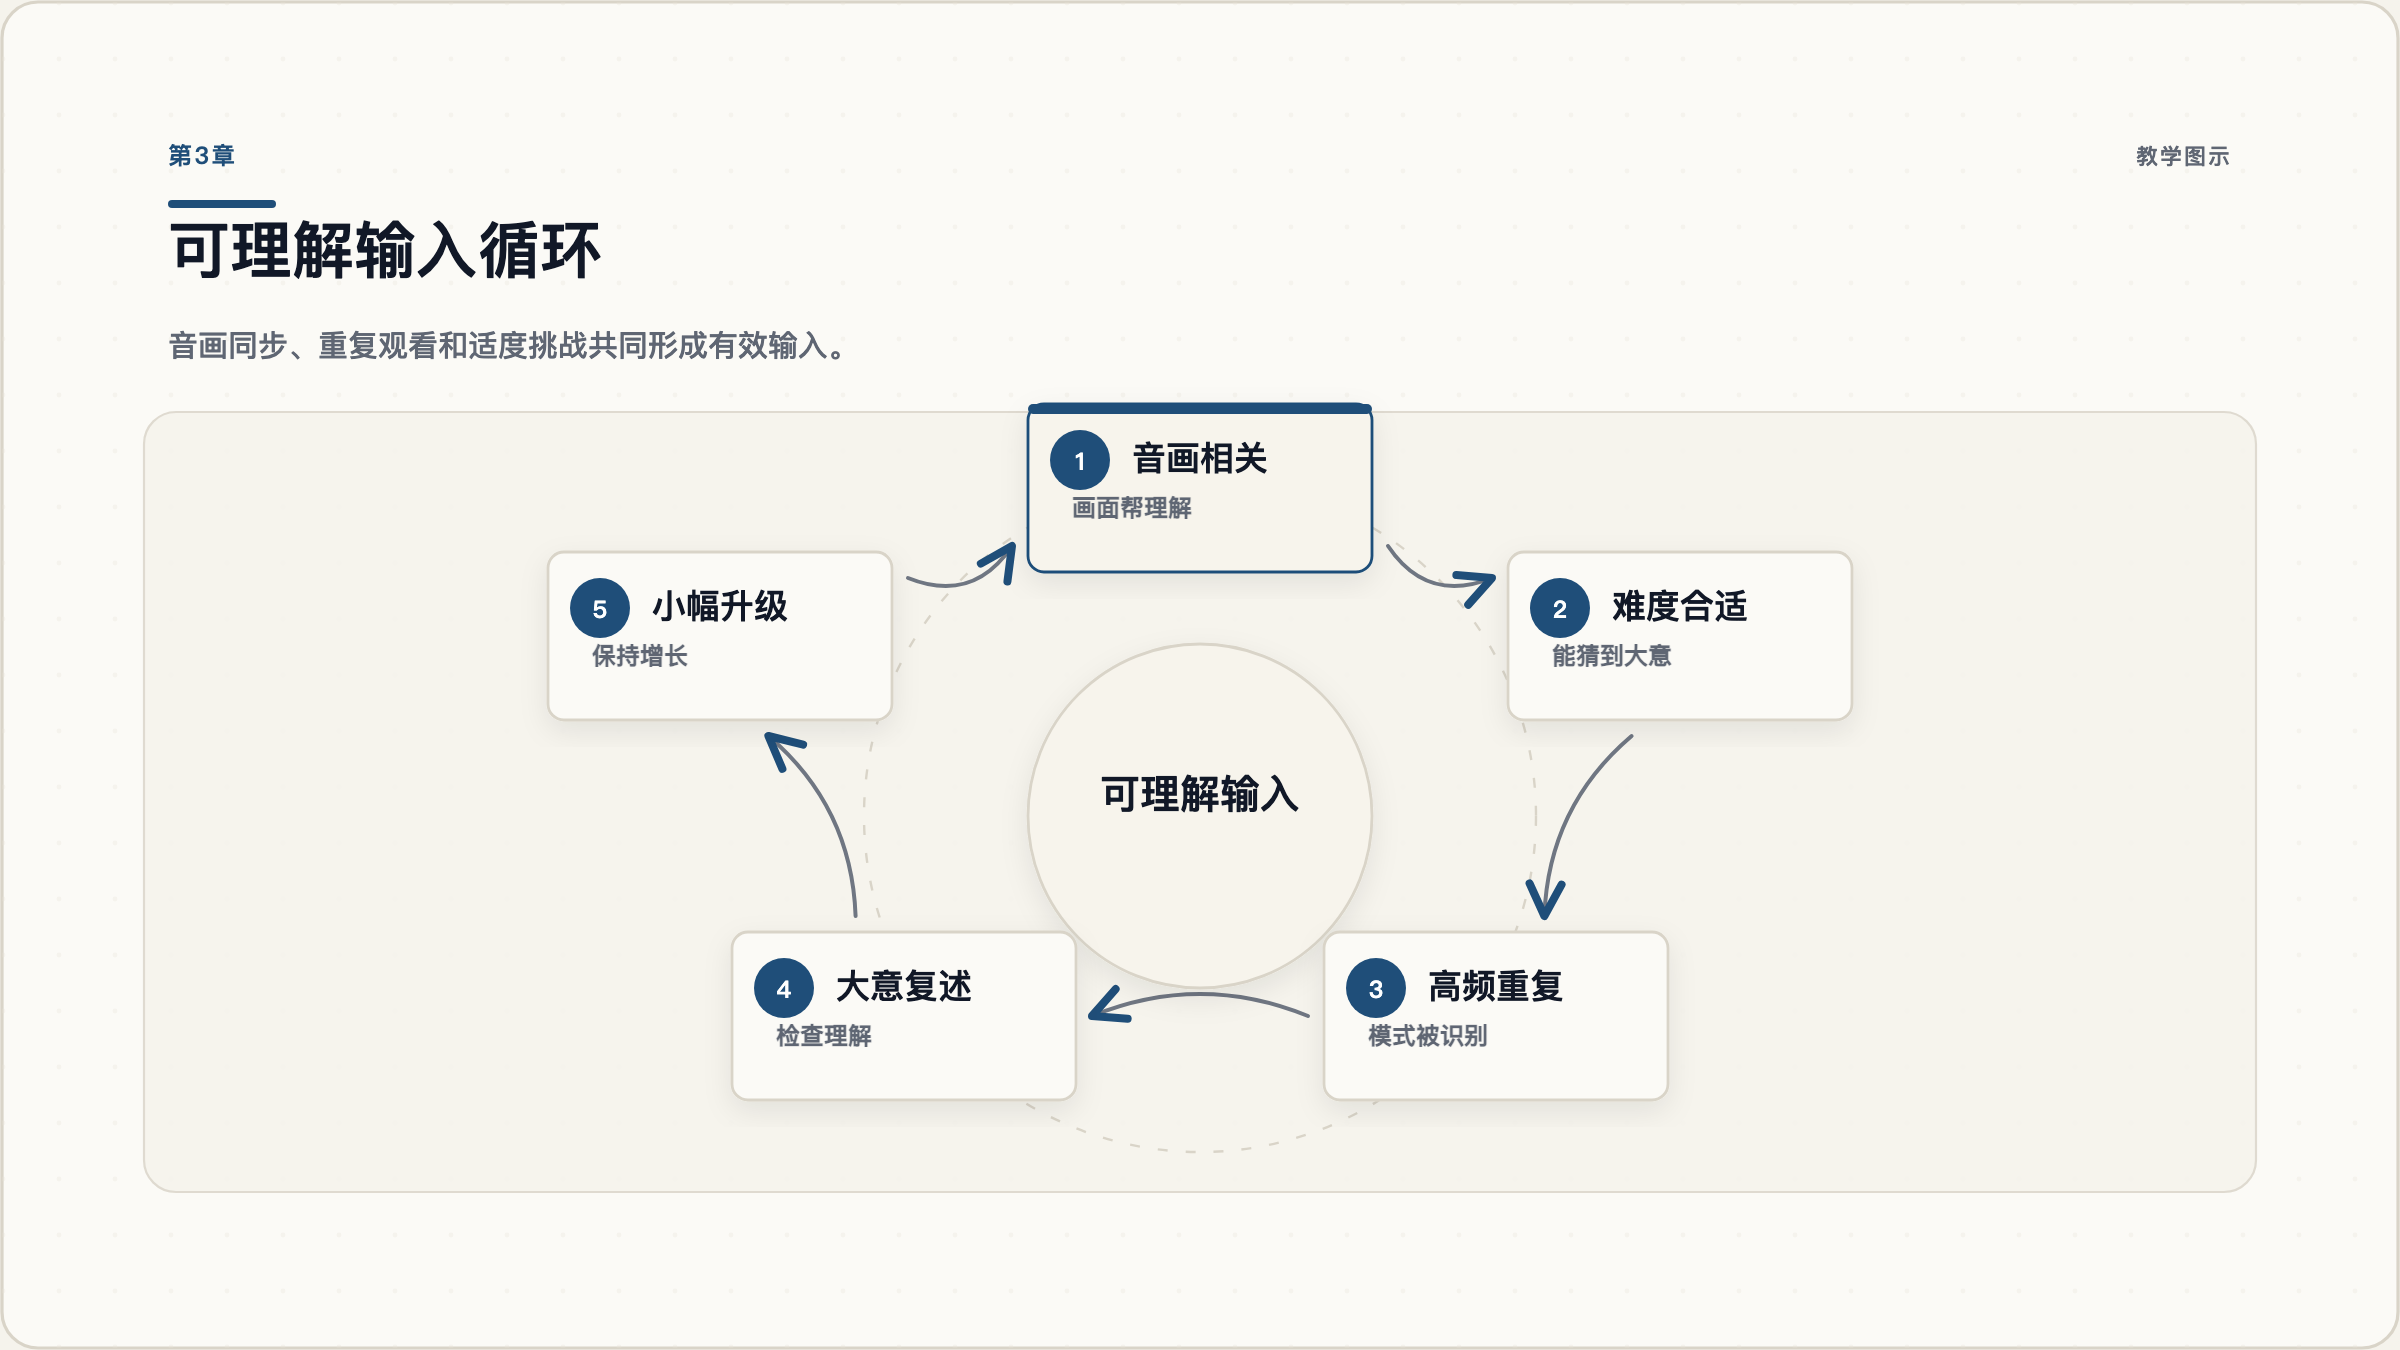 第3章
教学图示
可理解输入循环
音画同步、重复观看和适度挑战共同形成有效输入。
1 音画相关
画面帮理解
2 难度合适
能猜到大意
3 高频重复
模式被识别
4 大意复述
检查理解
5 小幅升级
保持增长
可理解输入